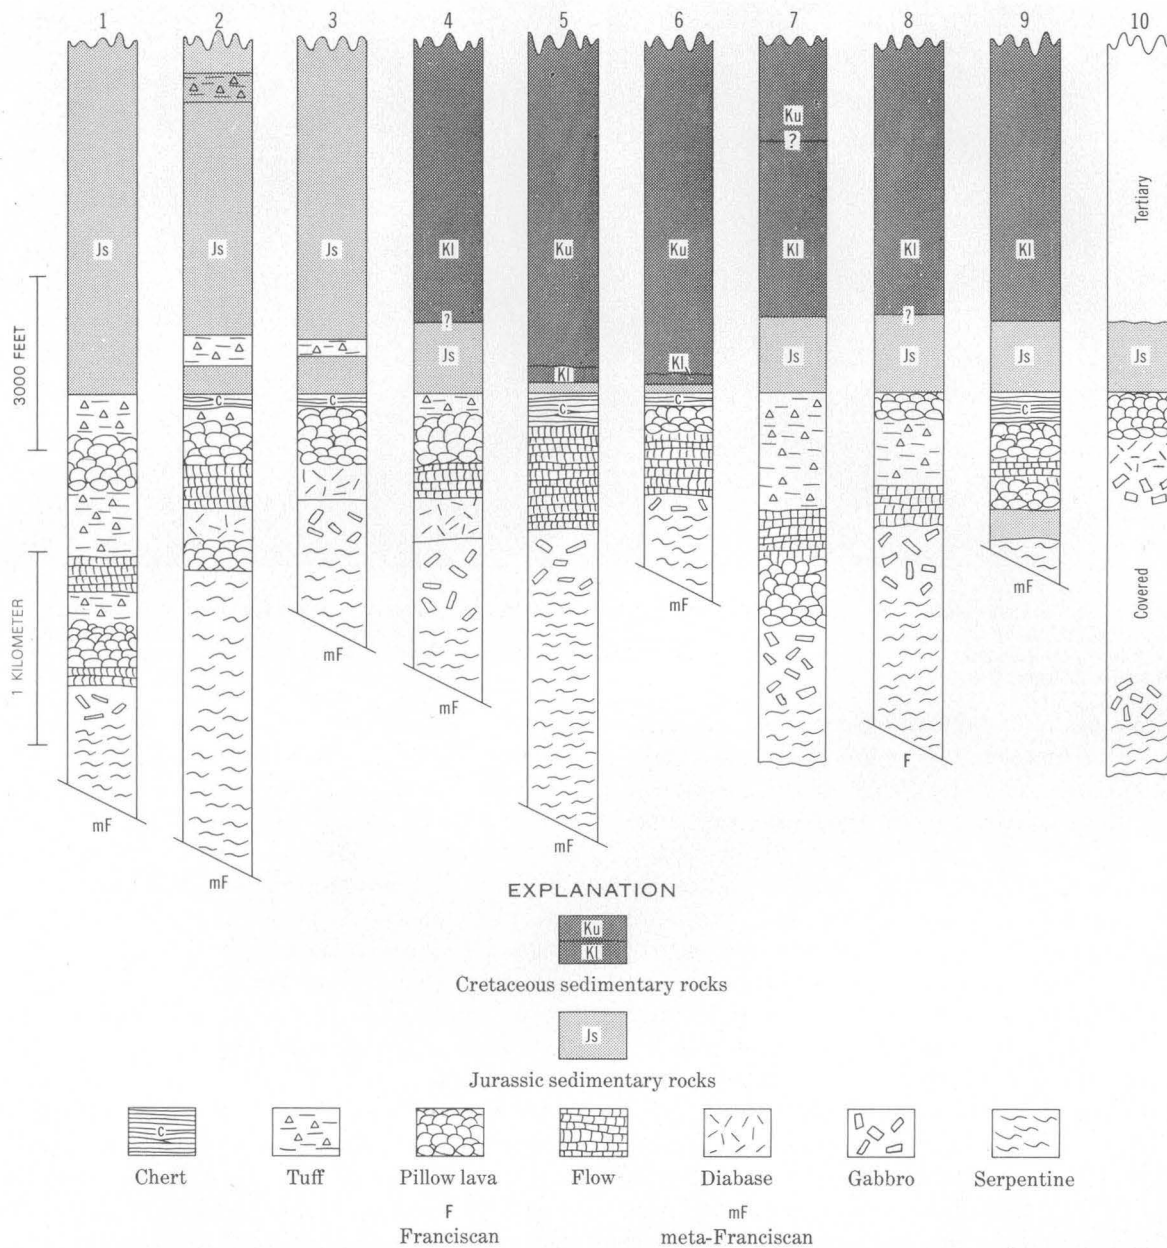 1 2 3 4 5 6 7 8 9 10
Ku
?
Tertiary
Js Js Js Kl Ku Ku Kl Kl Kl
3000 FEET
? ?
Js Js Js Js Js
Kl Kl
C C C C C
1 KILOMETER
Covered
mF mF mF mF mF mF F mF
EXPLANATION
Ku
Kl
Cretaceous sedimentary rocks
Js
Jurassic sedimentary rocks
C
Chert Tuff Pillow lava Flow Diabase Gabbro Serpentine
F mF
Franciscan meta-Franciscan